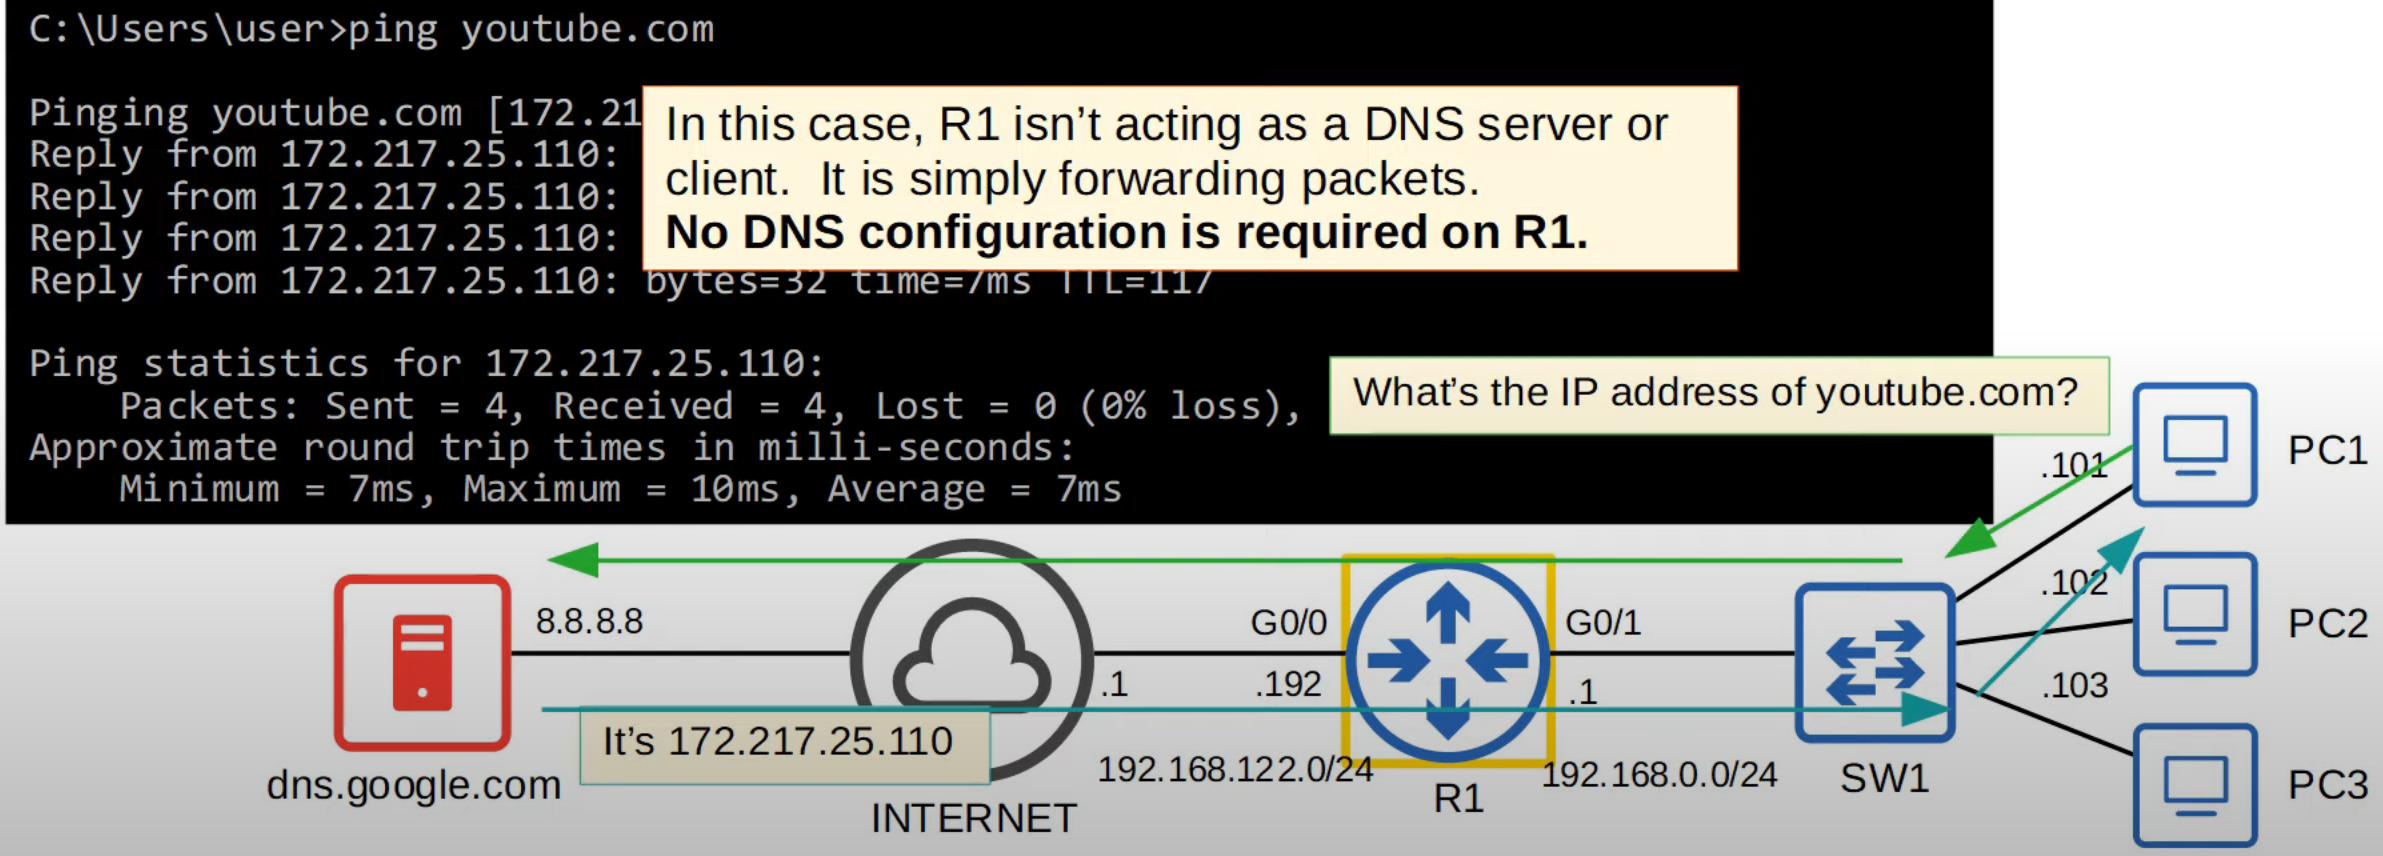 C:\Users\user>ping youtube.com
Pinging youtube.com [172.21
Reply from 172.217.25.110:
Reply from 172.217.25.110:
Reply from 172.217.25.110:
Reply from 172.217.25.110: bytes=32 time=7ms TTL=117
In this case, R1 isn't acting as a DNS server or
client. It is simply forwarding packets.
No DNS configuration is required on R1.
Ping statistics for 172.217.25.110:
Packets: Sent = 4, Received = 4, Lost = 0 (0% loss),
Approximate round trip times in milli-seconds:
Minimum = 7ms, Maximum = 10ms, Average = 7ms
What's the IP address of youtube.com?
PC1
.101
.102
PC2
.103
PC3
8.8.8.8
G0/0
G0/1
.1
.192
.1
It's 172.217.25.110
192.168.122.0/24
192.168.0.0/24
dns.google.com
INTERNET
R1
SW1